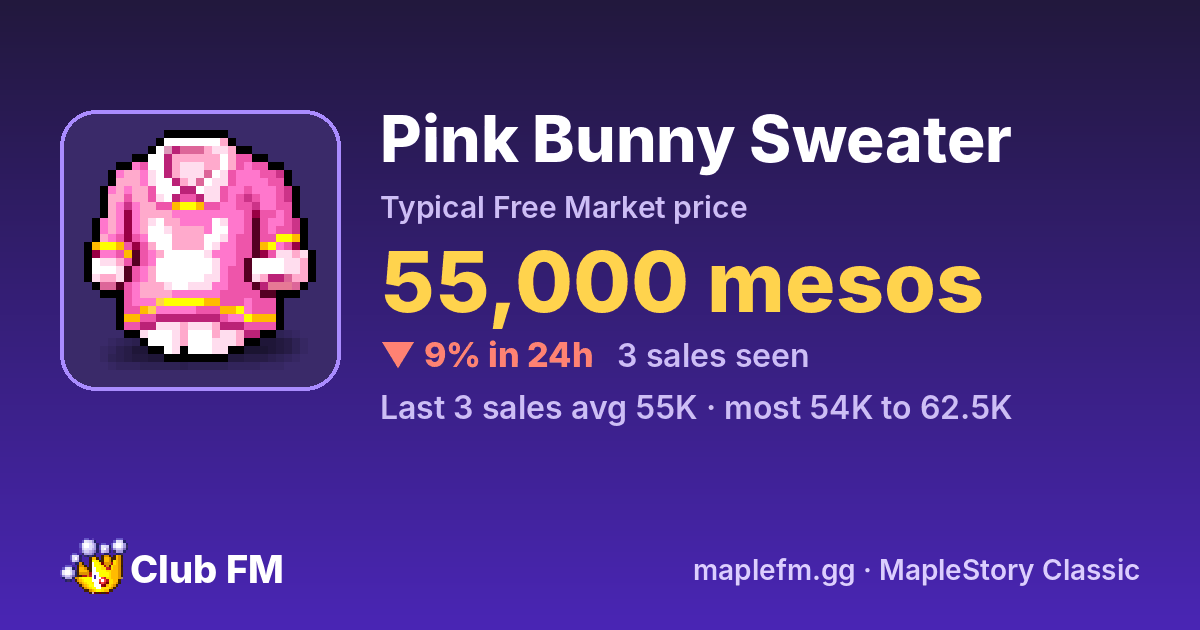 Pink Bunny Sweater
Typical Free Market price
55,000 mesos
▼ 9% in 24h 3 sales seen
Last 3 sales avg 55K · most 54K to 62.5K
Club FM
maplefm.gg · MapleStory Classic